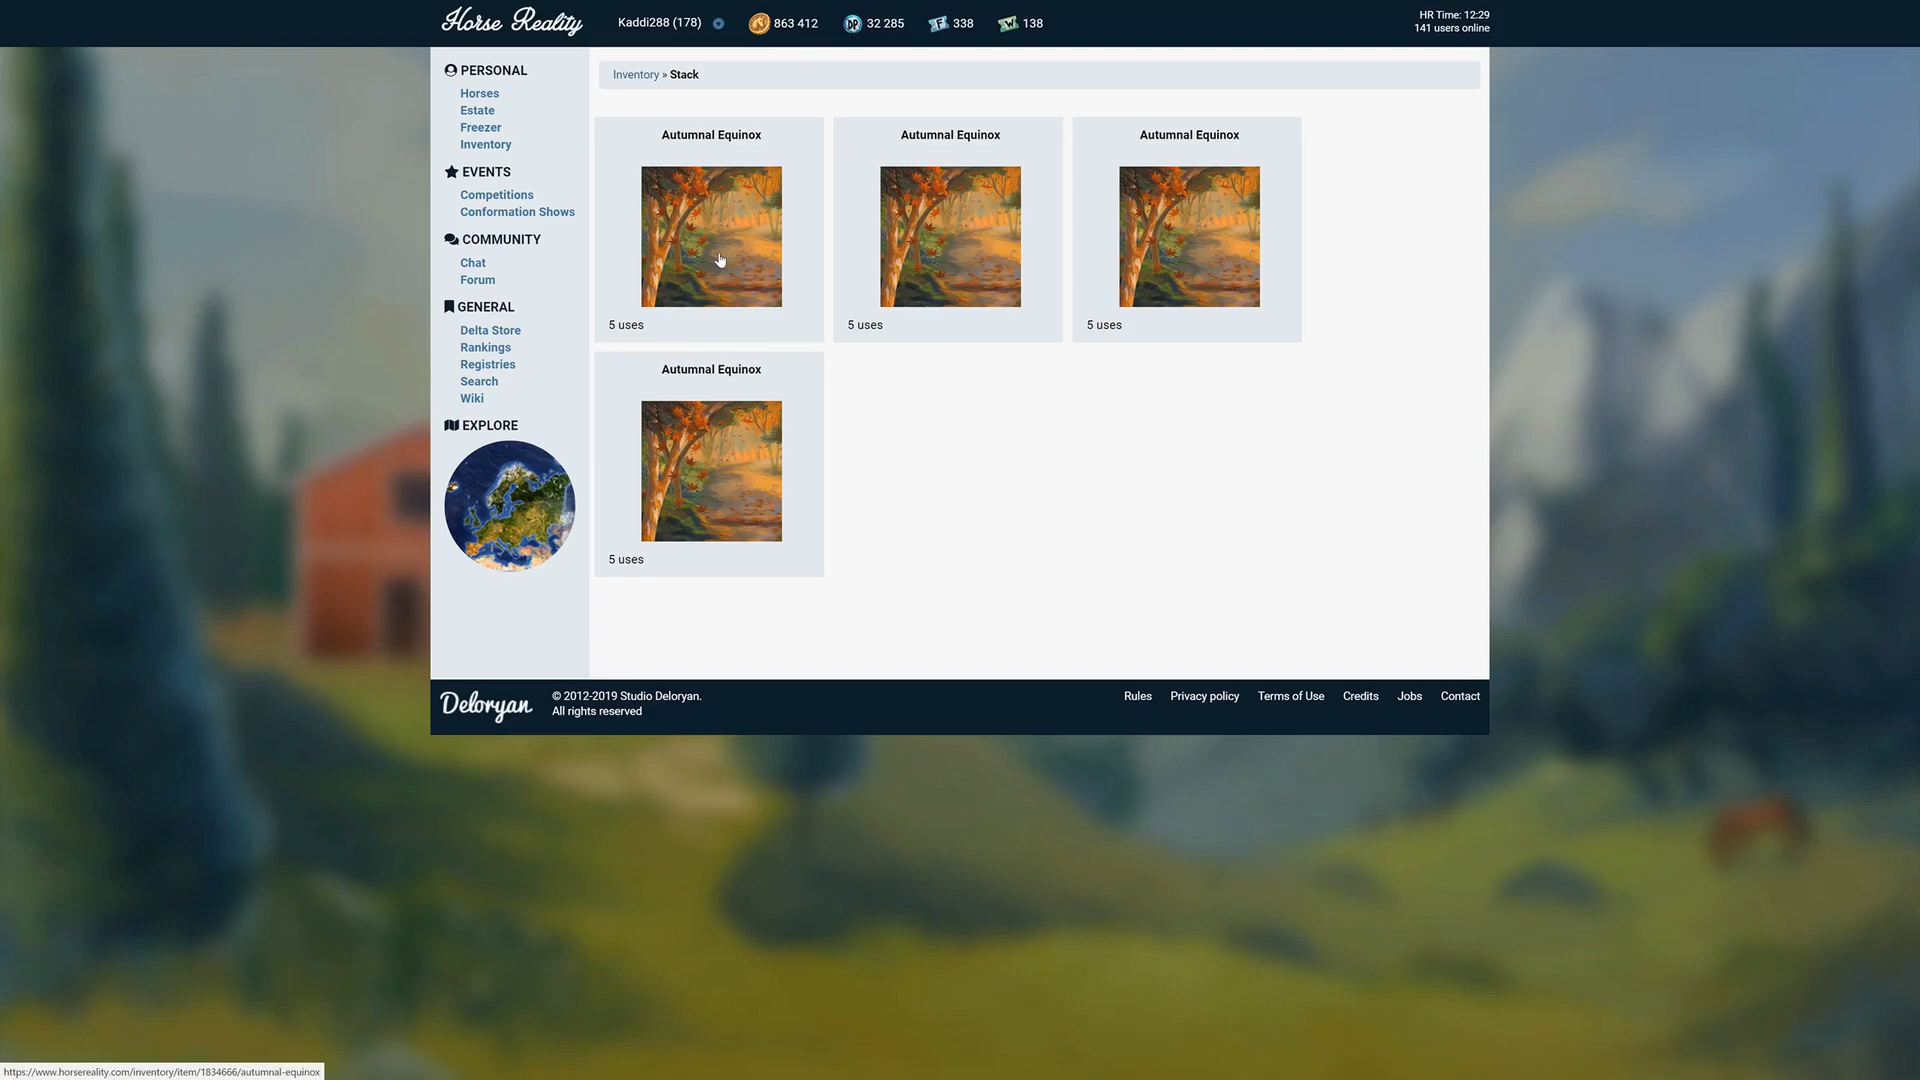 Horse Reality
Kaddi288 (178)
863 412
DP
32 285
F
338
W
138
HR Time: 12:29
141 users online
PERSONAL
Horses
Estate
Freezer
Inventory
EVENTS
Competitions
Conformation Shows
COMMUNITY
Chat
Forum
GENERAL
Delta Store
Rankings
Registries
Search
Wiki
EXPLORE
Inventory » Stack
Autumnal Equinox
5 uses
Autumnal Equinox
5 uses
Autumnal Equinox
5 uses
Autumnal Equinox
5 uses
Deloryan
© 2012-2019 Studio Deloryan.
All rights reserved
Rules Privacy policy Terms of Use Credits Jobs Contact
https://www.horsereality.com/inventory/item/1834666/autumnal-equinox